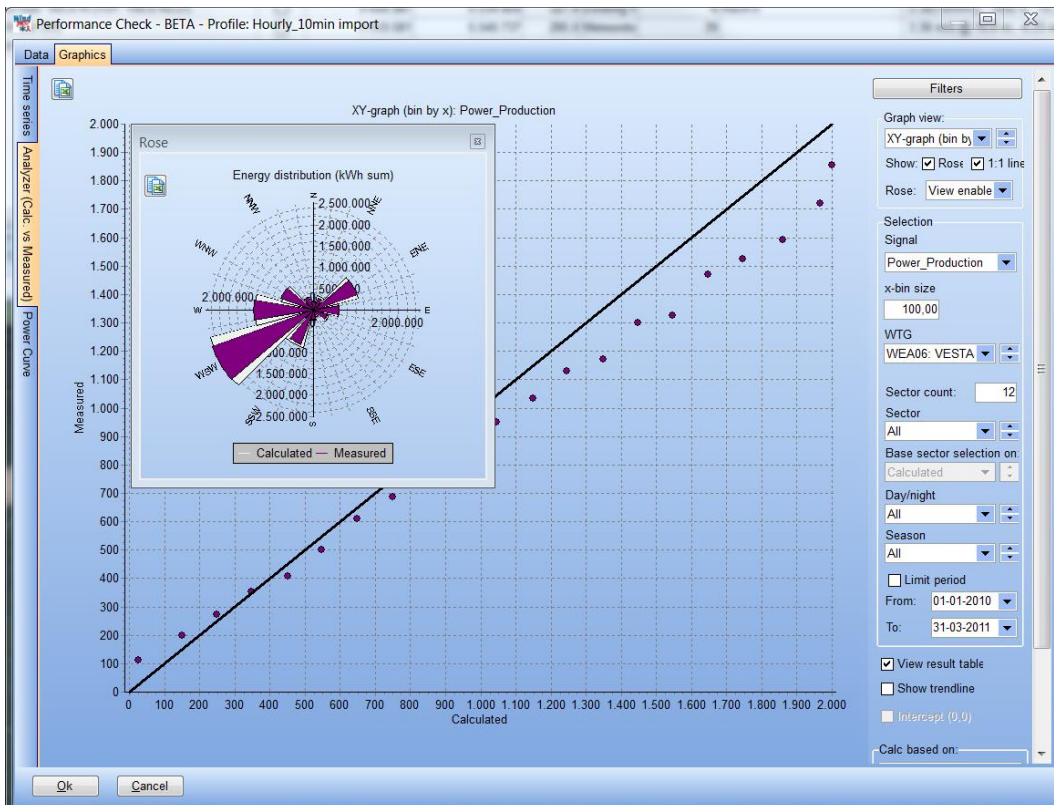 Performance Check - BETA - Profile: Hourly_10min import
Data Graphics
Time series
Analyzer (Calc. vs Measured)
Power Curve
XY-graph (bin by x): Power_Production
2.000
1.900
1.800
1.700
1.600
1.500
1.400
1.300
1.200
1.100
1.000
900
800
700
600
500
400
300
200
100
0
Measured
0 100 200 300 400 500 600 700 800 900 1.000 1.100 1.200 1.300 1.400 1.500 1.600 1.700 1.800 1.900 2.000
Calculated
Rose
Energy distribution (kWh sum)
N
NNE
ENE
E
ESE
SSE
S
SSW
WSW
W
WNW
NNW
2.500.000
2.000.000
1.500.000
1.000.000
2.000.000
2.000.000
1.500.000
2.000.000
2.500.000
Calculated Measured
Filters
Graph view:
XY-graph (bin by
Show: Rose 1:1 line
Rose: View enable
Selection
Signal
Power_Production
x-bin size
100,00
WTG
WEA06: VESTA
Sector count: 12
Sector
All
Base sector selection on:
Calculated
Day/night
All
Season
All
Limit period
From: 01-01-2010
To: 31-03-2011
View result table
Show trendline
Intercept (0,0)
Calc based on:
Ok Cancel